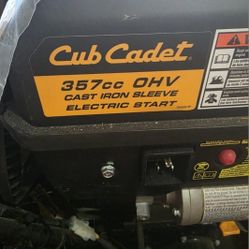 Cub Cadet
357cc OHV
CAST IRON SLEEVE
ELECTRIC START